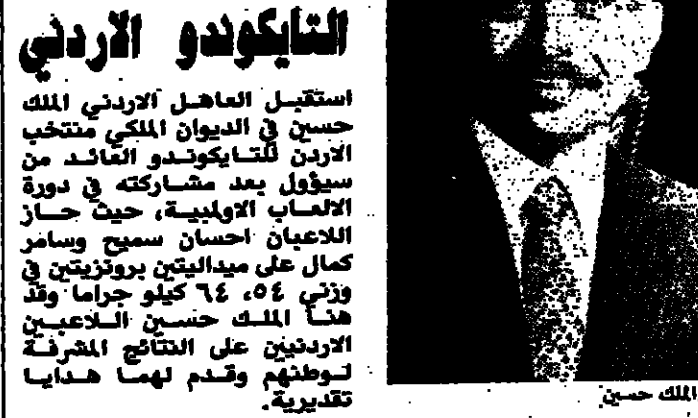 التايكوندو الاردني
استقبل العاهل الاردني الملك
حسين في الديوان الملكي منتخب
الاردن للتايكوندو العائد من
سيؤول بعد مشاركته في دورة
الالعاب الاولمبية، حيث حاز
اللاعبان احسان سميح وسامر
كمال على ميداليتين برونزيتين في
وزني ٥٤، ٦٤ كيلو جراما وقد
هنأ الملك حسين اللاعبين
الاردنيين على النتائج المشرفة
لوطنهم وقدم لهما هدايا
تقديرية.
الملك حسين